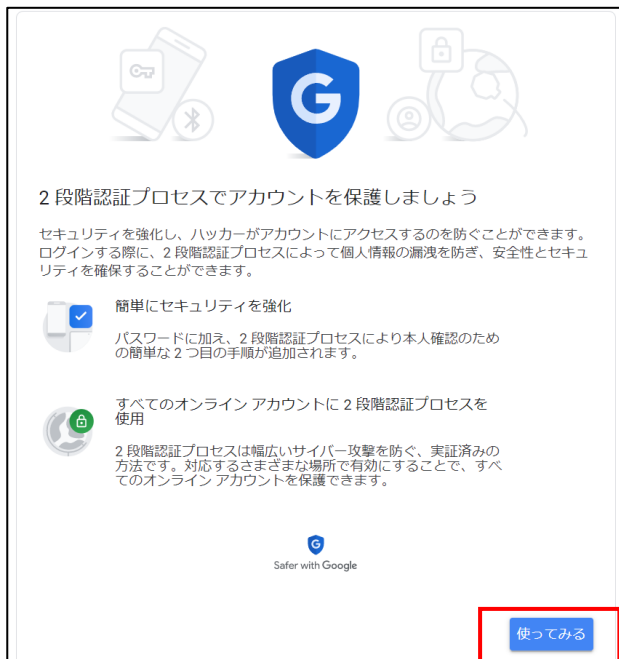 G
2 段階認証プロセスでアカウントを保護しましょう
セキュリティを強化し、ハッカーがアカウントにアクセスするのを防ぐことができます。
ログインする際に、2 段階認証プロセスによって個人情報の漏洩を防ぎ、安全性とセキュ
リティを確保することができます。
簡単にセキュリティを強化
パスワードに加え、2 段階認証プロセスにより本人確認のため
の簡単な 2 つ目の手順が追加されます。
すべてのオンライン アカウントに 2 段階認証プロセスを
使用
2 段階認証プロセスは幅広いサイバー攻撃を防ぐ、実証済みの
方法です。対応するさまざまな場所で有効にすることで、すべ
てのオンライン アカウントを保護できます。
G
Safer with Google
使ってみる